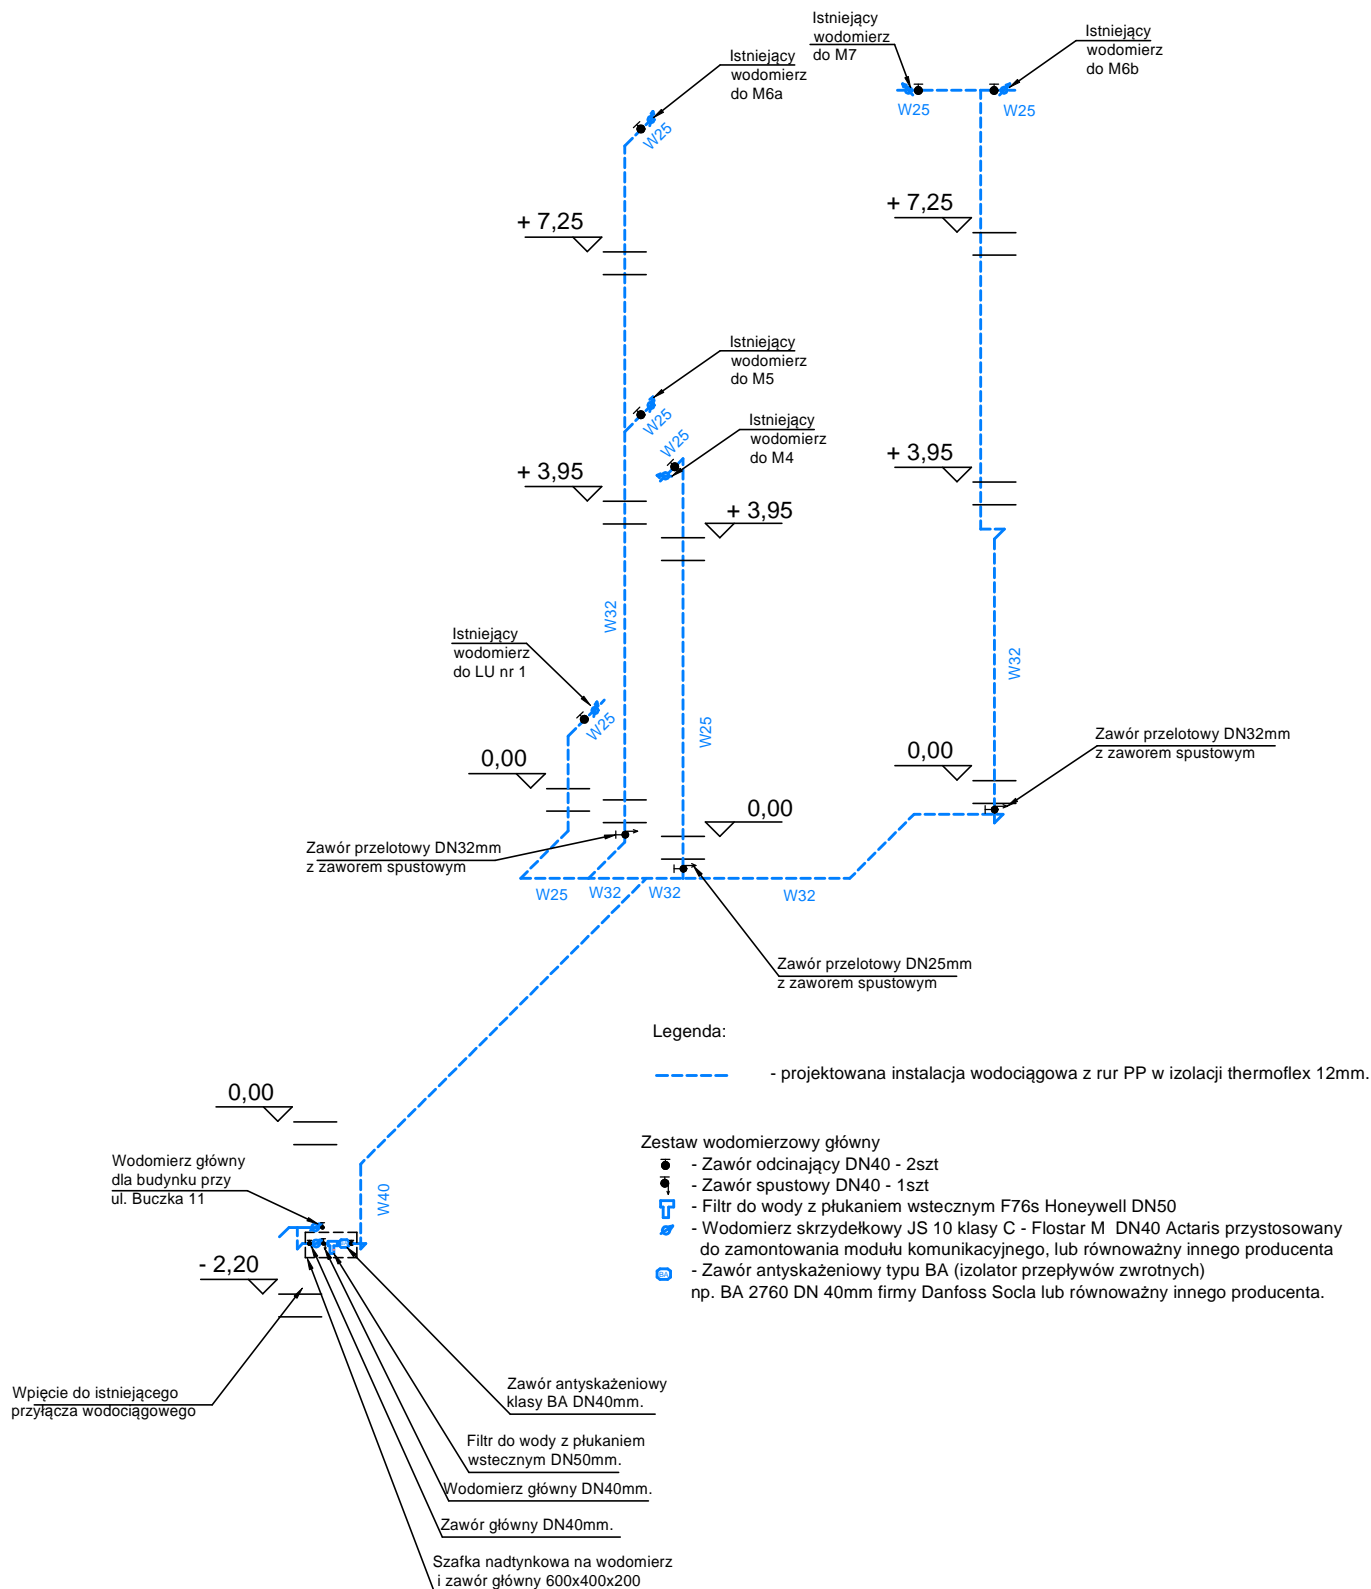 Istniejący
wodomierz
do M7
Istniejący
wodomierz
do M6b
Istniejący
wodomierz
do M6a
W25
W25
W25
+ 7,25
+ 7,25
Istniejący
wodomierz
do M5
W25
W25
Istniejący
wodomierz
do M4
+ 3,95
+ 3,95
+ 3,95
W32
Istniejący
wodomierz
do LU nr 1
W25
W25
W32
0,00
0,00
Zawór przelotowy DN32mm
z zaworem spustowym
0,00
Zawór przelotowy DN32mm
z zaworem spustowym
W25
W32
W32
W32
Zawór przelotowy DN25mm
z zaworem spustowym
Legenda:
- projektowana instalacja wodociągowa z rur PP w izolacji thermoflex 12mm.
0,00
Zestaw wodomierzowy główny
- Zawór odcinający DN40 - 2szt
- Zawór spustowy DN40 - 1szt
- Filtr do wody z płukaniem wstecznym F76s Honeywell DN50
- Wodomierz skrzydełkowy JS 10 klasy C - Flostar M DN40 Actaris przystosowany
do zamontowania modułu komunikacyjnego, lub równoważny innego producenta
BA
- Zawór antyskażeniowy typu BA (izolator przepływów zwrotnych)
np. BA 2760 DN 40mm firmy Danfoss Socla lub równoważny innego producenta.
Wodomierz główny
dla budynku przy
ul. Buczka 11
W40
BA
- 2,20
Wpięcie do istniejącego
przyłącza wodociągowego
Zawór antyskażeniowy
klasy BA DN40mm.
Filtr do wody z płukaniem
wstecznym DN50mm.
Wodomierz główny DN40mm.
Zawór główny DN40mm.
Szafka nadtynkowa na wodomierz
i zawór główny 600x400x200